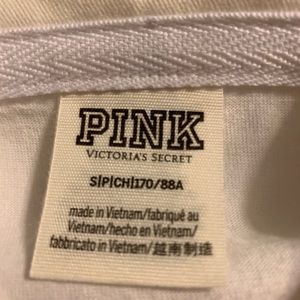 PINK
VICTORIA'S SECRET
S|P|CH|170/88A
made in Vietnam/fabriqué au
Vietnam/hecho en Vietnam/
fabbricato in Vietnam/越南制造